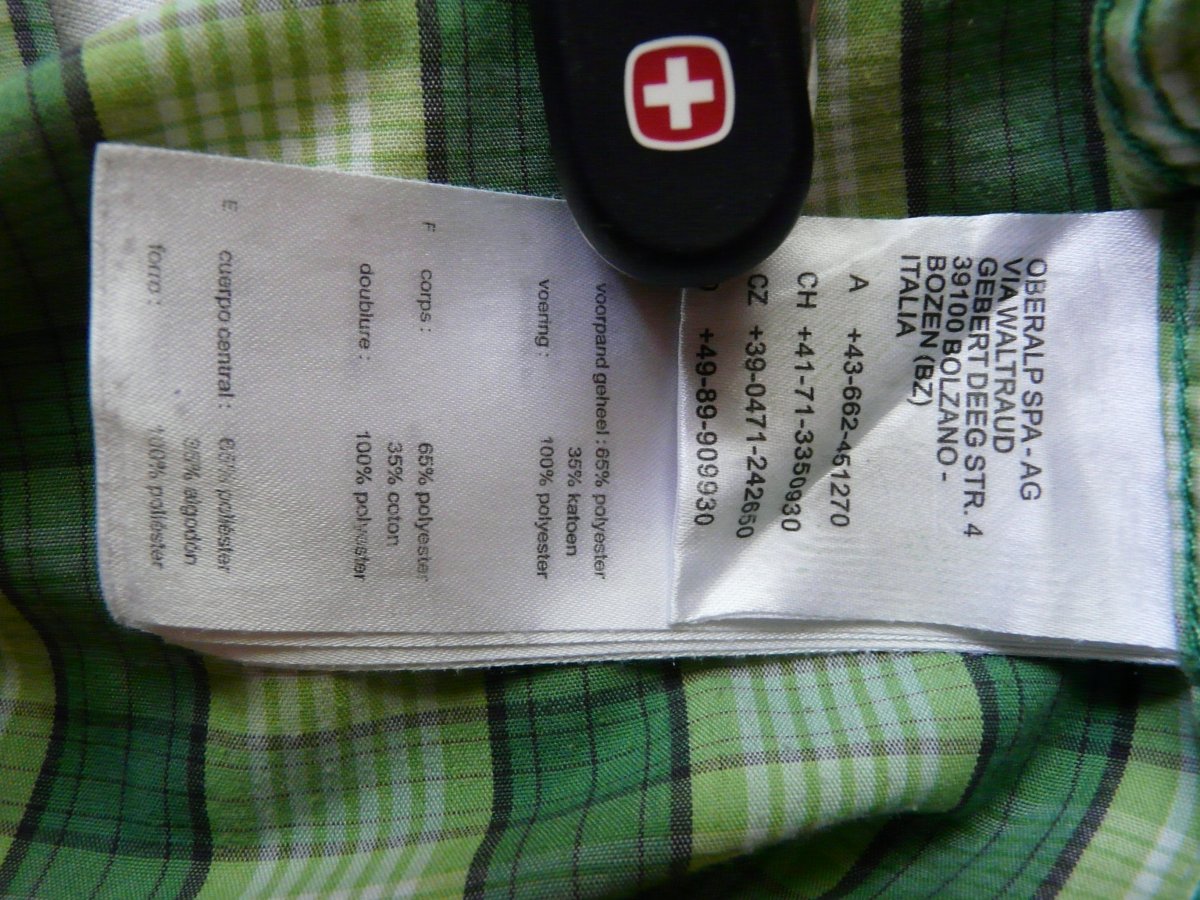 OBERALP SPA - AG
VIA WALTRAUD
GEBERT DEEG STR. 4
39100 BOLZANO -
BOZEN (BZ)
ITALIA
A +43-662-451270
CH +41-71-3350930
CZ +39-0471-242650
+49-89-909930
voorpand geheel : 65% polyester
35% katoen
voering : 100% polyester
F corps : 65% polyester
35% coton
doublure : 100% polyester
E cuerpo central : 65% poliéster
35% algodón
forro : 100% poliéster